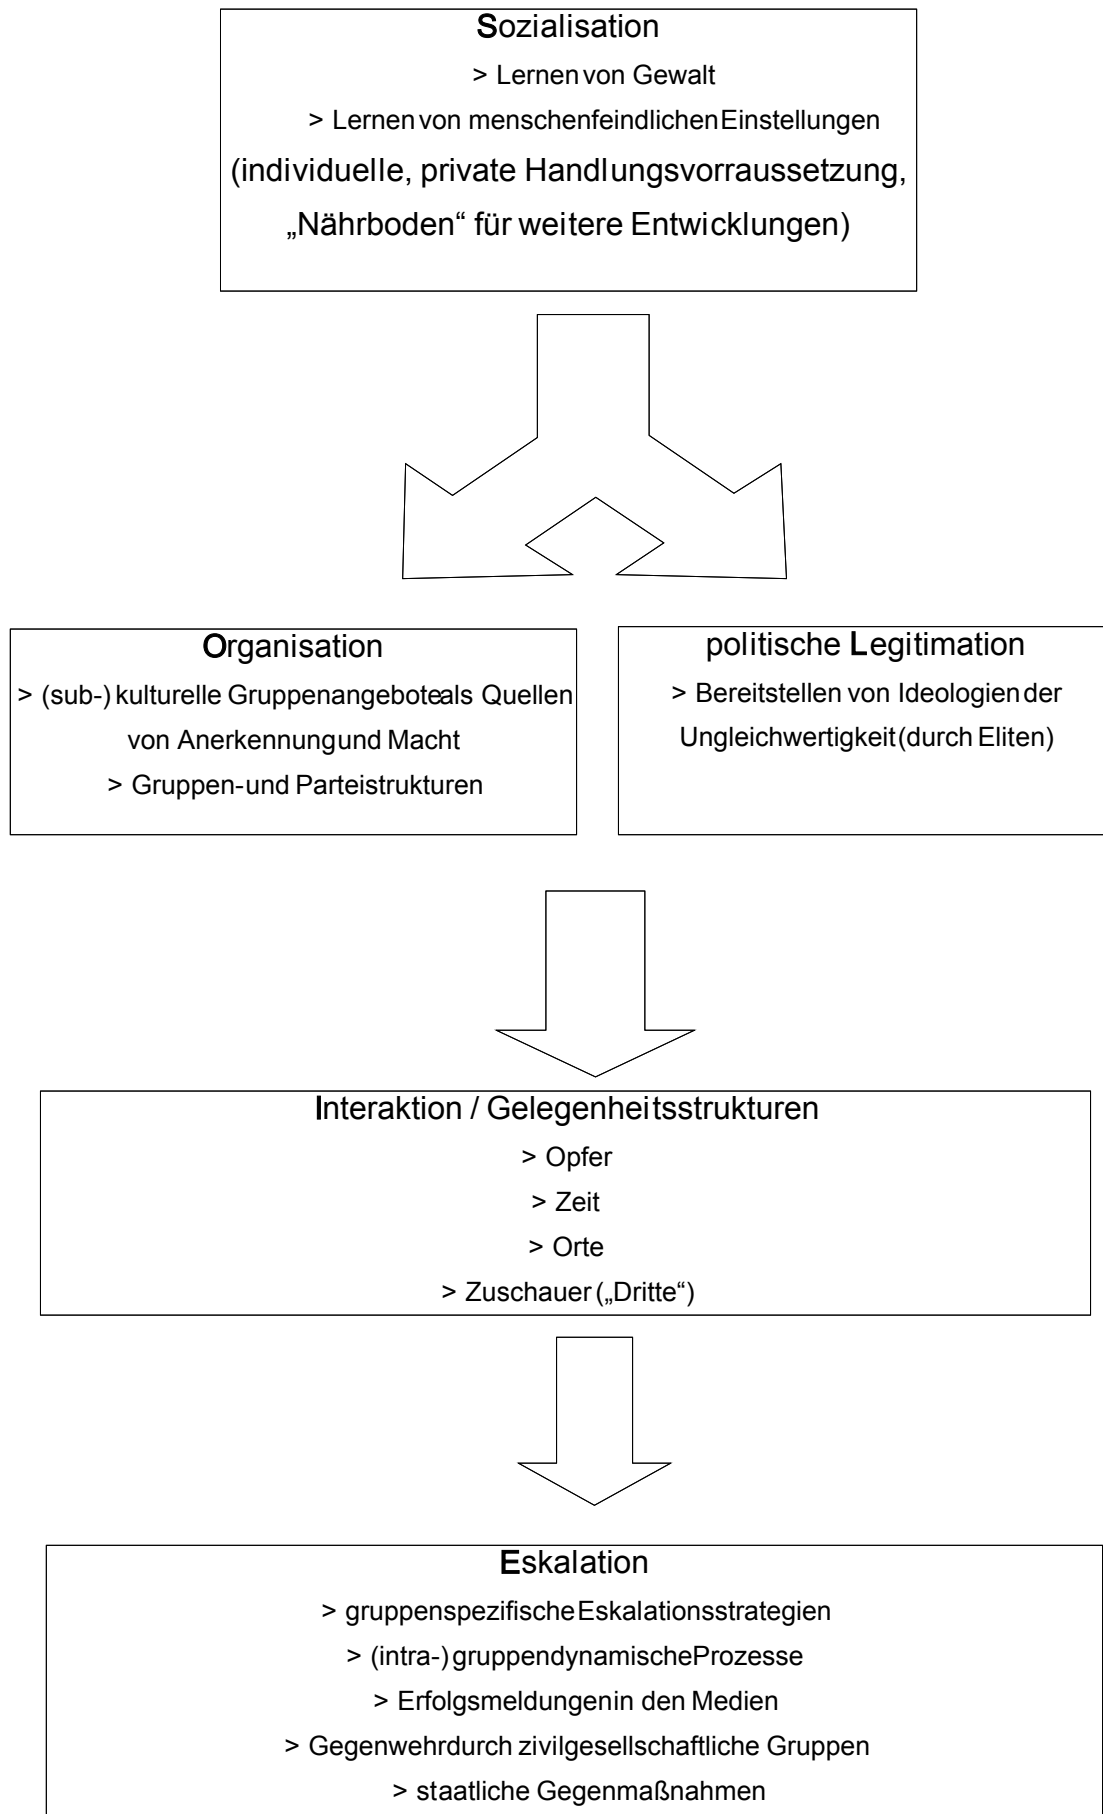 Sozialisation
> Lernen von Gewalt
> Lernen von menschenfeindlichen Einstellungen
(individuelle, private Handlungsvorraussetzung,
„Nährboden“ für weitere Entwicklungen)
Organisation
> (sub-) kulturelle Gruppenangebote als Quellen
von Anerkennung und Macht
> Gruppen- und Parteistrukturen
politische Legitimation
> Bereitstellen von Ideologien der
Ungleichwertigkeit (durch Eliten)
Interaktion / Gelegenheitsstrukturen
> Opfer
> Zeit
> Orte
> Zuschauer („Dritte“)
Eskalation
> gruppenspezifische Eskalationsstrategien
> (intra-) gruppendynamische Prozesse
> Erfolgsmeldungen in den Medien
> Gegenwehr durch zivilgesellschaftliche Gruppen
> staatliche Gegenmaßnahmen